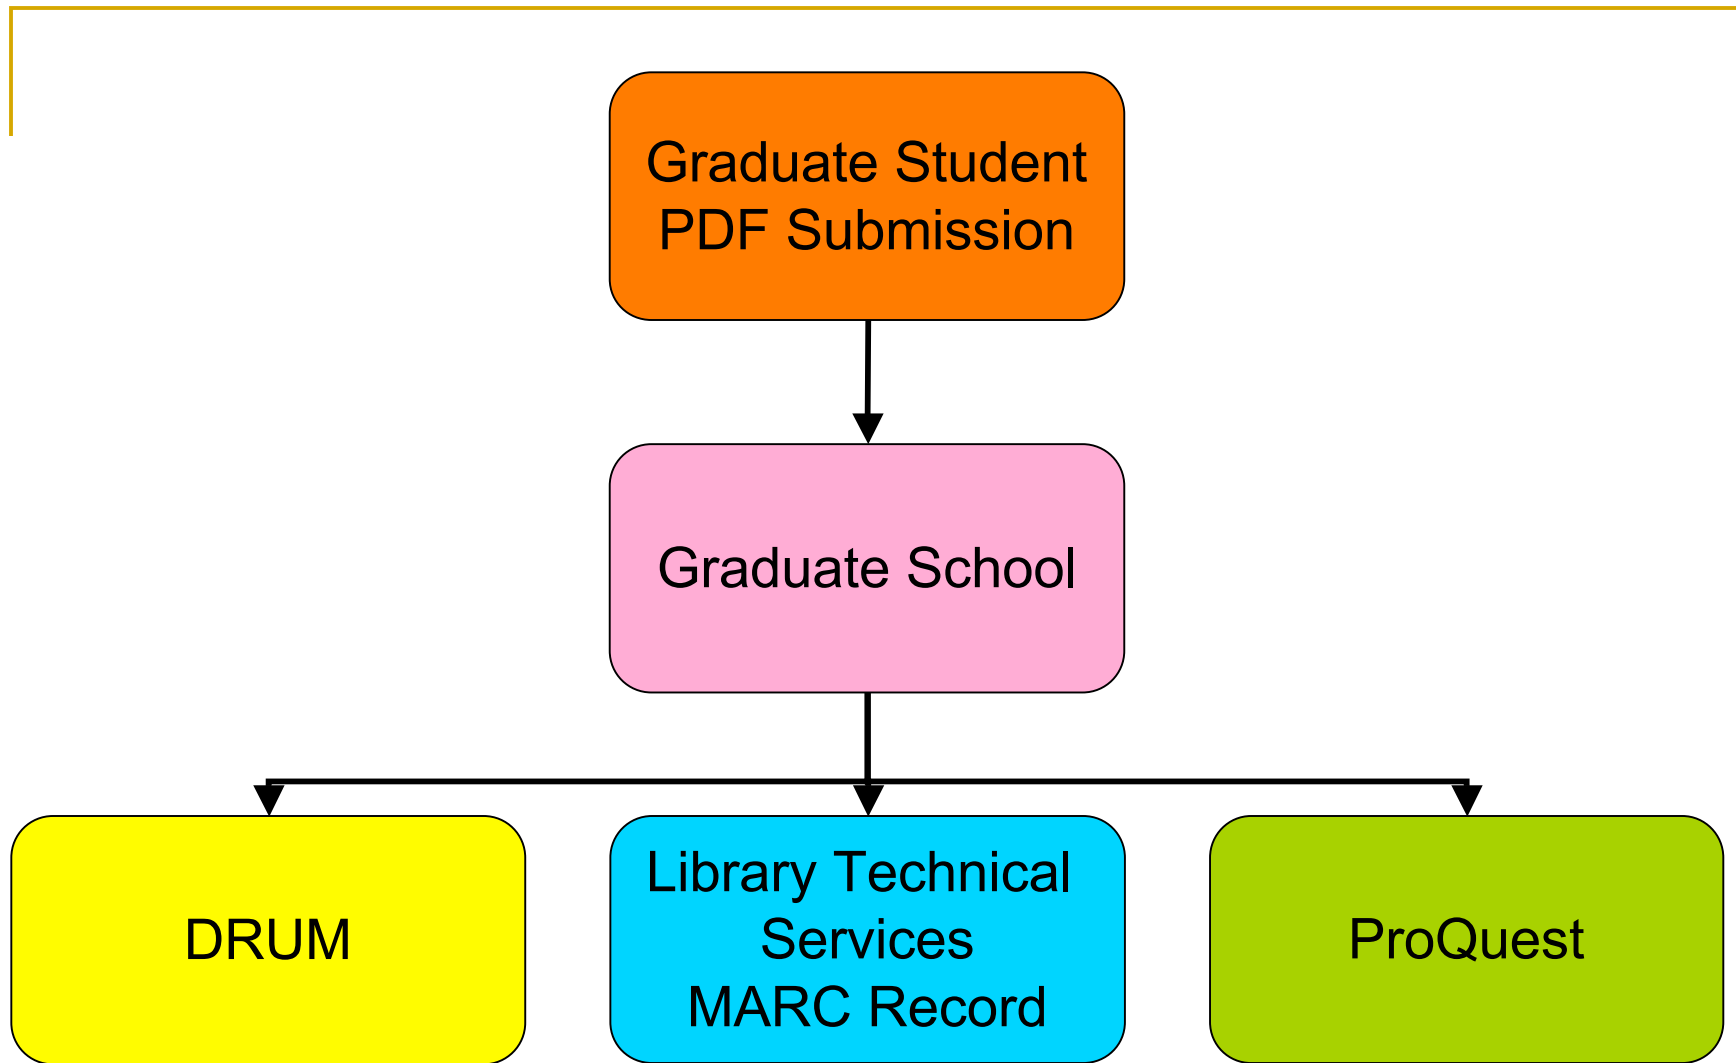 Graduate Student
PDF Submission
Graduate School
DRUM
Library Technical
Services
MARC Record
ProQuest